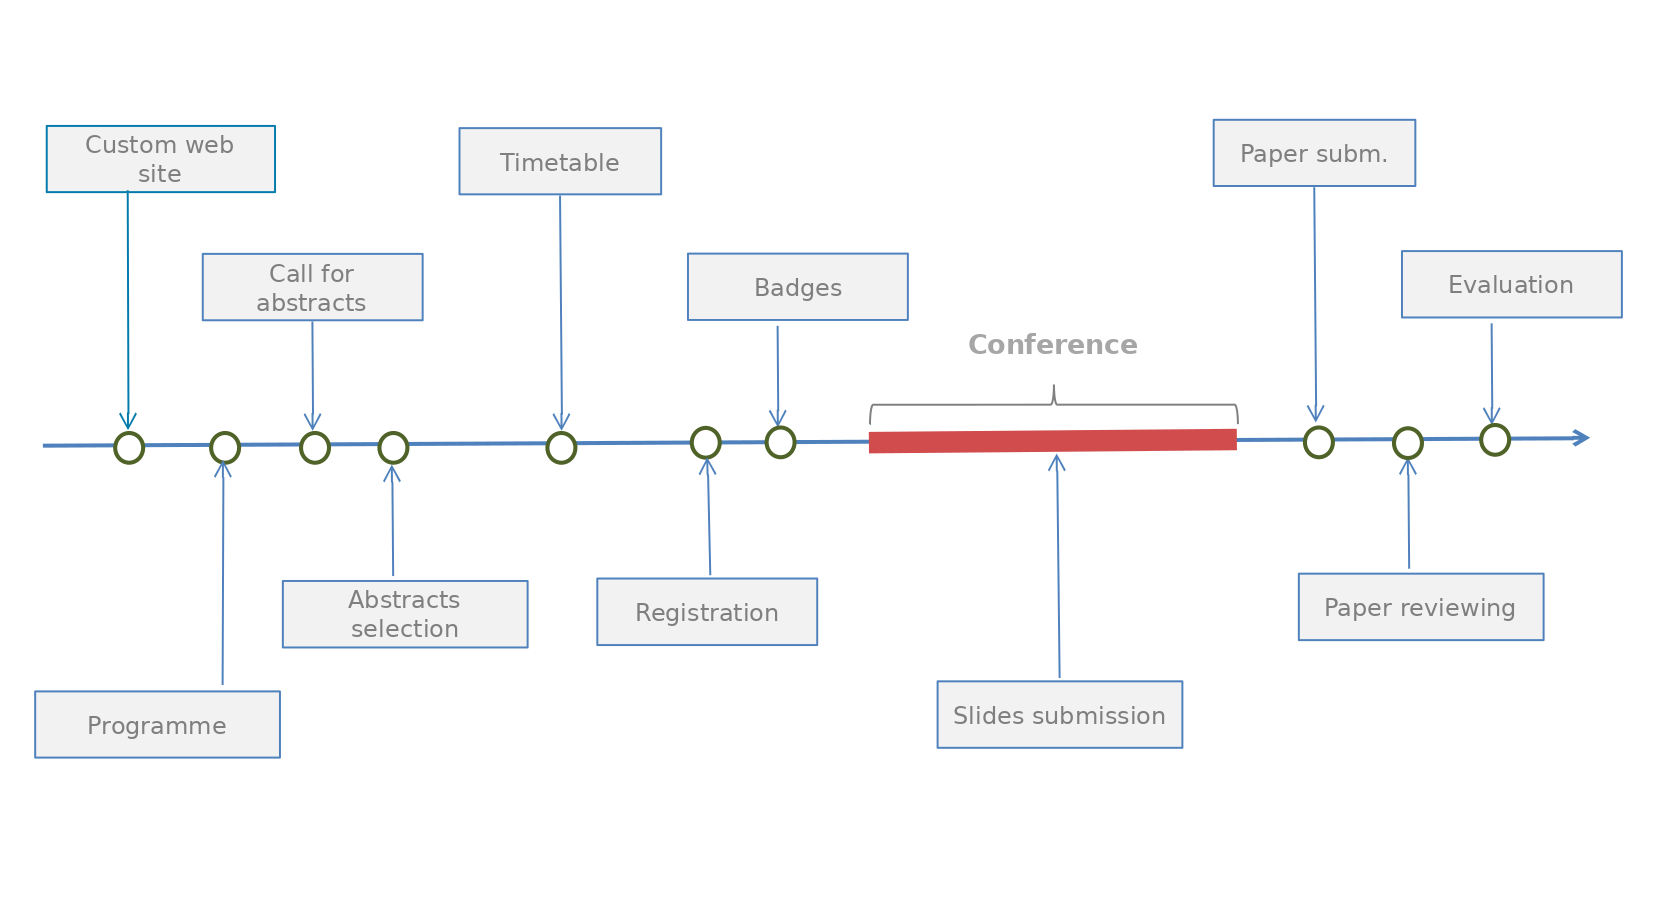 Custom web
site
Timetable
Paper subm.
Call for
abstracts
Badges
Evaluation
Conference
Abstracts
selection
Registration
Paper reviewing
Programme
Slides submission